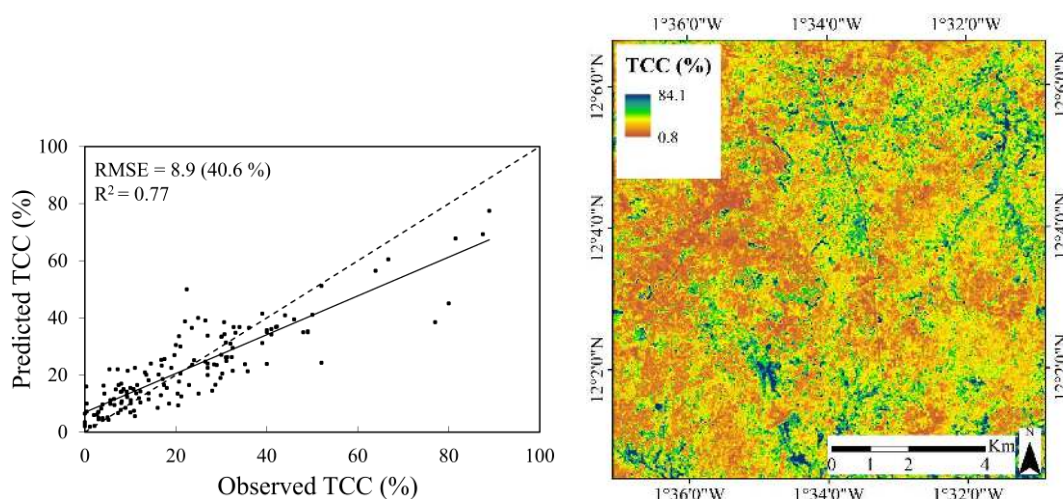 RMSE = 8.9 (40.6 %)
R² = 0.77
100
80
60
40
20
0
Predicted TCC (%)
0 20 40 60 80 100
Observed TCC (%)
1°36'0"W 1°34'0"W 1°32'0"W
TCC (%)
84.1
0.8
12°6'0"N
12°4'0"N
12°2'0"N
12°6'0"N
12°4'0"N
12°2'0"N
N
Km
0 1 2 4
1°36'0"W 1°34'0"W 1°32'0"W